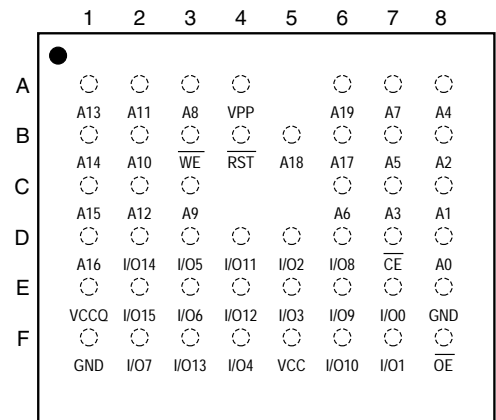 1 2 3 4 5 6 7 8
A
A13 A11 A8 VPP A19 A7 A4
B
A14 A10 WE RST A18 A17 A5 A2
C
A15 A12 A9 A6 A3 A1
D
A16 I/O14 I/O5 I/O11 I/O2 I/O8 CE A0
E
VCCQ I/O15 I/O6 I/O12 I/O3 I/O9 I/O0 GND
F
GND I/O7 I/O13 I/O4 VCC I/O10 I/O1 OE